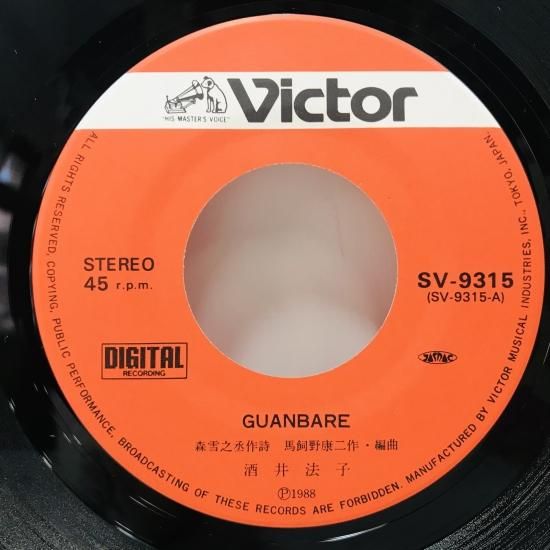 Victor
"HIS MASTER'S VOICE"
STEREO
45 r.p.m.
SV-9315
(SV-9315-A)
DIGITAL
RECORDING
JASRAC
GUANBARE
森雪之丞作詩 馬飼野康二作・編曲
酒井法子
Ⓟ1988
ALL RIGHTS RESERVED, COPYING, PUBLIC PERFORMANCE, BROADCASTING OF THESE RECORDS ARE FORBIDDEN. MANUFACTURED BY VICTOR MUSICAL INDUSTRIES, INC., TOKYO, JAPAN.